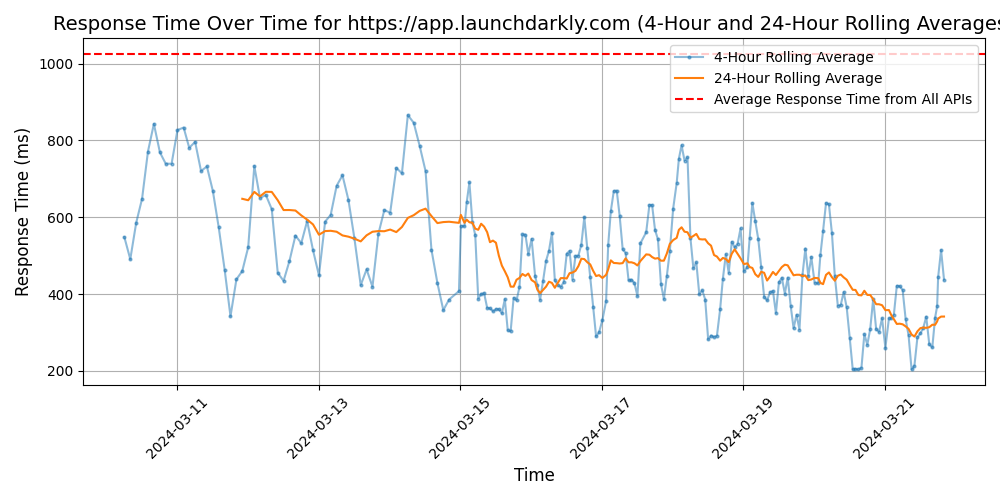 Response Time Over Time for https://app.launchdarkly.com (4-Hour and 24-Hour Rolling Averages
4-Hour Rolling Average
24-Hour Rolling Average
Average Response Time from All APIs
Response Time (ms)
1000
800
600
400
200
2024-03-11
2024-03-13
2024-03-15
2024-03-17
2024-03-19
2024-03-21
Time